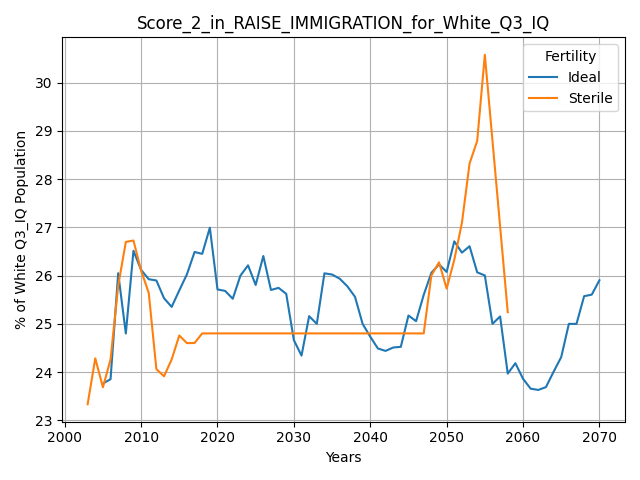 Score_2_in_RAISE_IMMIGRATION_for_White_Q3_IQ
Fertility
Ideal
Sterile
% of White Q3_IQ Population
30
29
28
27
26
25
24
23
2000 2010 2020 2030 2040 2050 2060 2070
Years